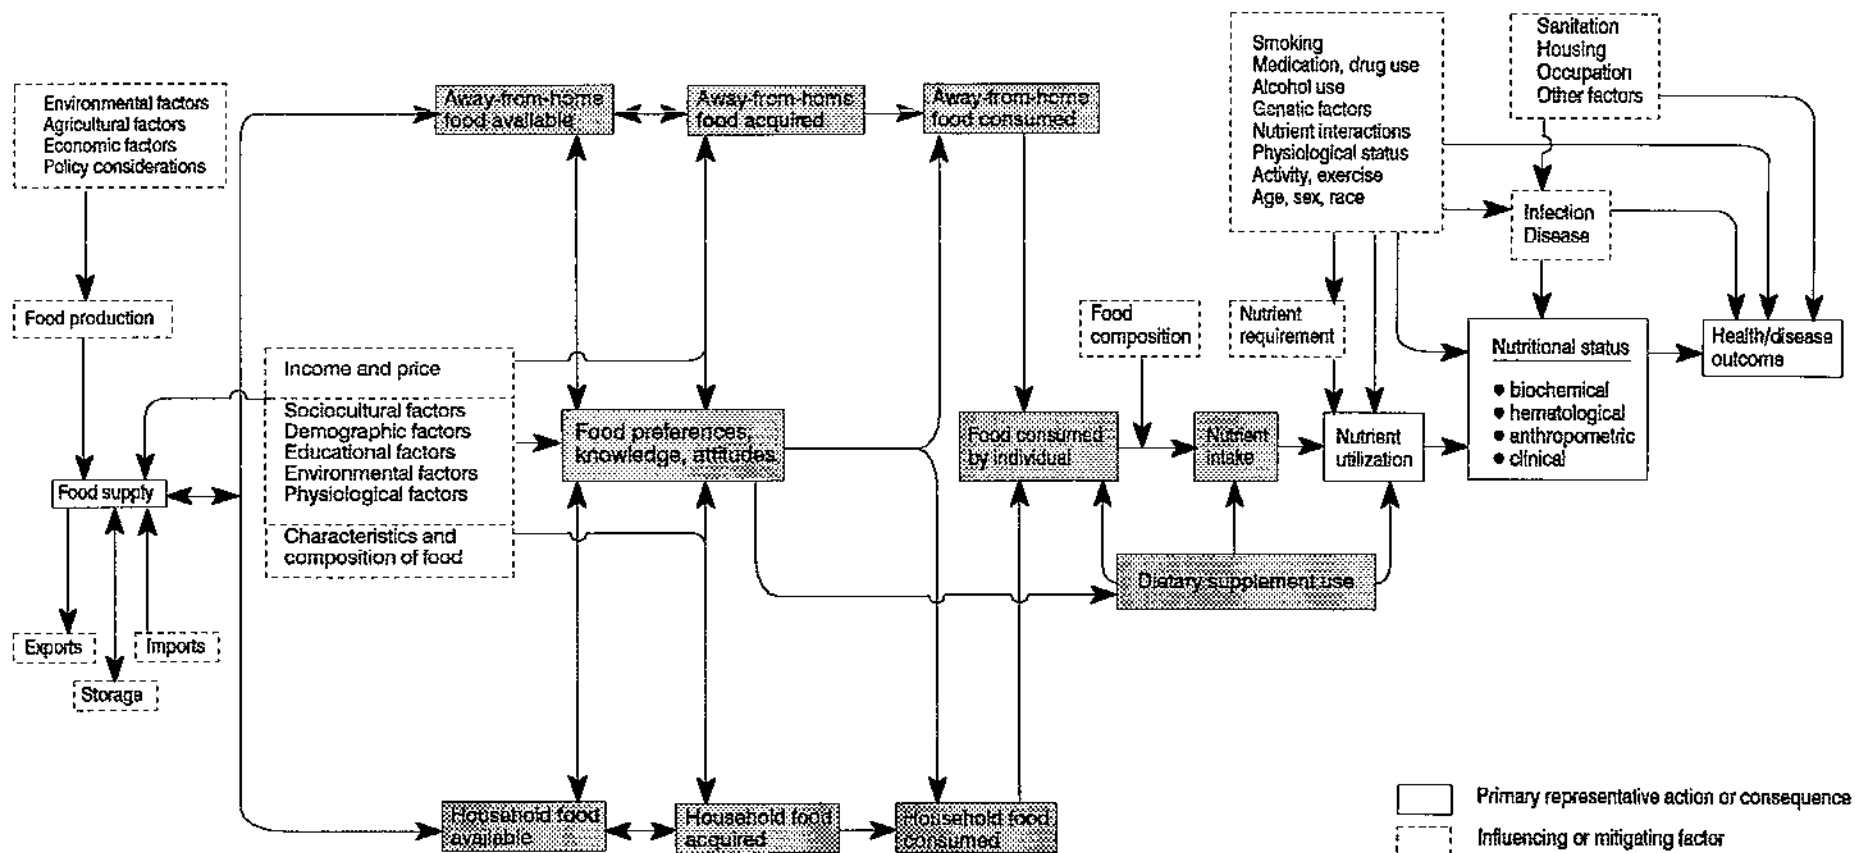 Environmental factors
Agricultural factors
Economic factors
Policy considerations
Food production
Food supply
Exports
Imports
Storage
Away-from-home
food available
Away-from-home
food acquired
Away-from-home
food consumed
Income and price
Sociocultural factors
Demographic factors
Educational factors
Environmental factors
Physiological factors
Characteristics and
composition of food
Food preferences,
knowledge, attitudes
Household food
available
Household food
acquired
Household food
consumed
Food consumed
by individual
Food
composition
Nutrient
intake
Dietary supplement use
Smoking
Medication, drug use
Alcohol use
Genetic factors
Nutrient interactions
Physiological status
Activity, exercise
Age, sex, race
Nutrient
requirement
Nutrient
utilization
Sanitation
Housing
Occupation
Other factors
Infection
Disease
Nutritional status
● biochemical
● hematological
● anthropometric
● clinical
Health/disease
outcome
Primary representative action or consequence
Influencing or mitigating factor